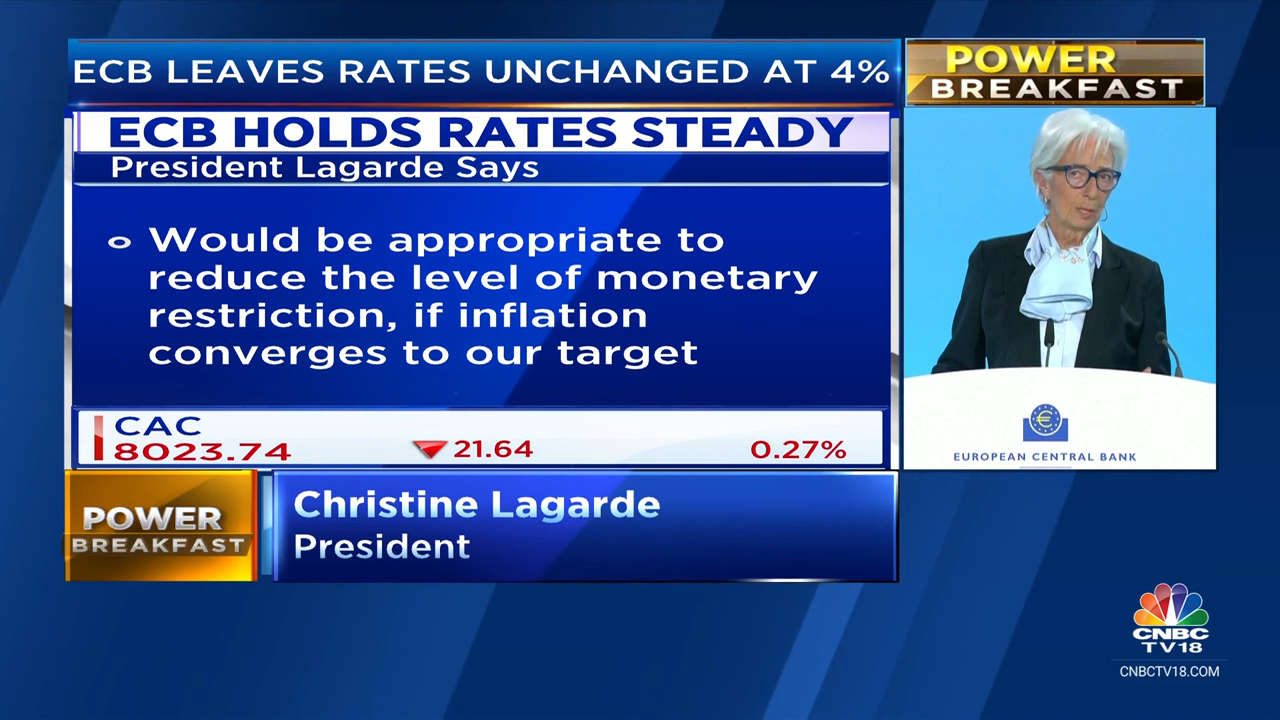 ECB LEAVES RATES UNCHANGED AT 4%
POWER
BREAKFAST
ECB HOLDS RATES STEADY
President Lagarde Says
Would be appropriate to
reduce the level of monetary
restriction, if inflation
converges to our target
CAC
8023.74 21.64 0.27%
€
EUROPEAN CENTRAL BANK
POWER
BREAKFAST
Christine Lagarde
President
CNBC
TV18
CNBCTV18.COM